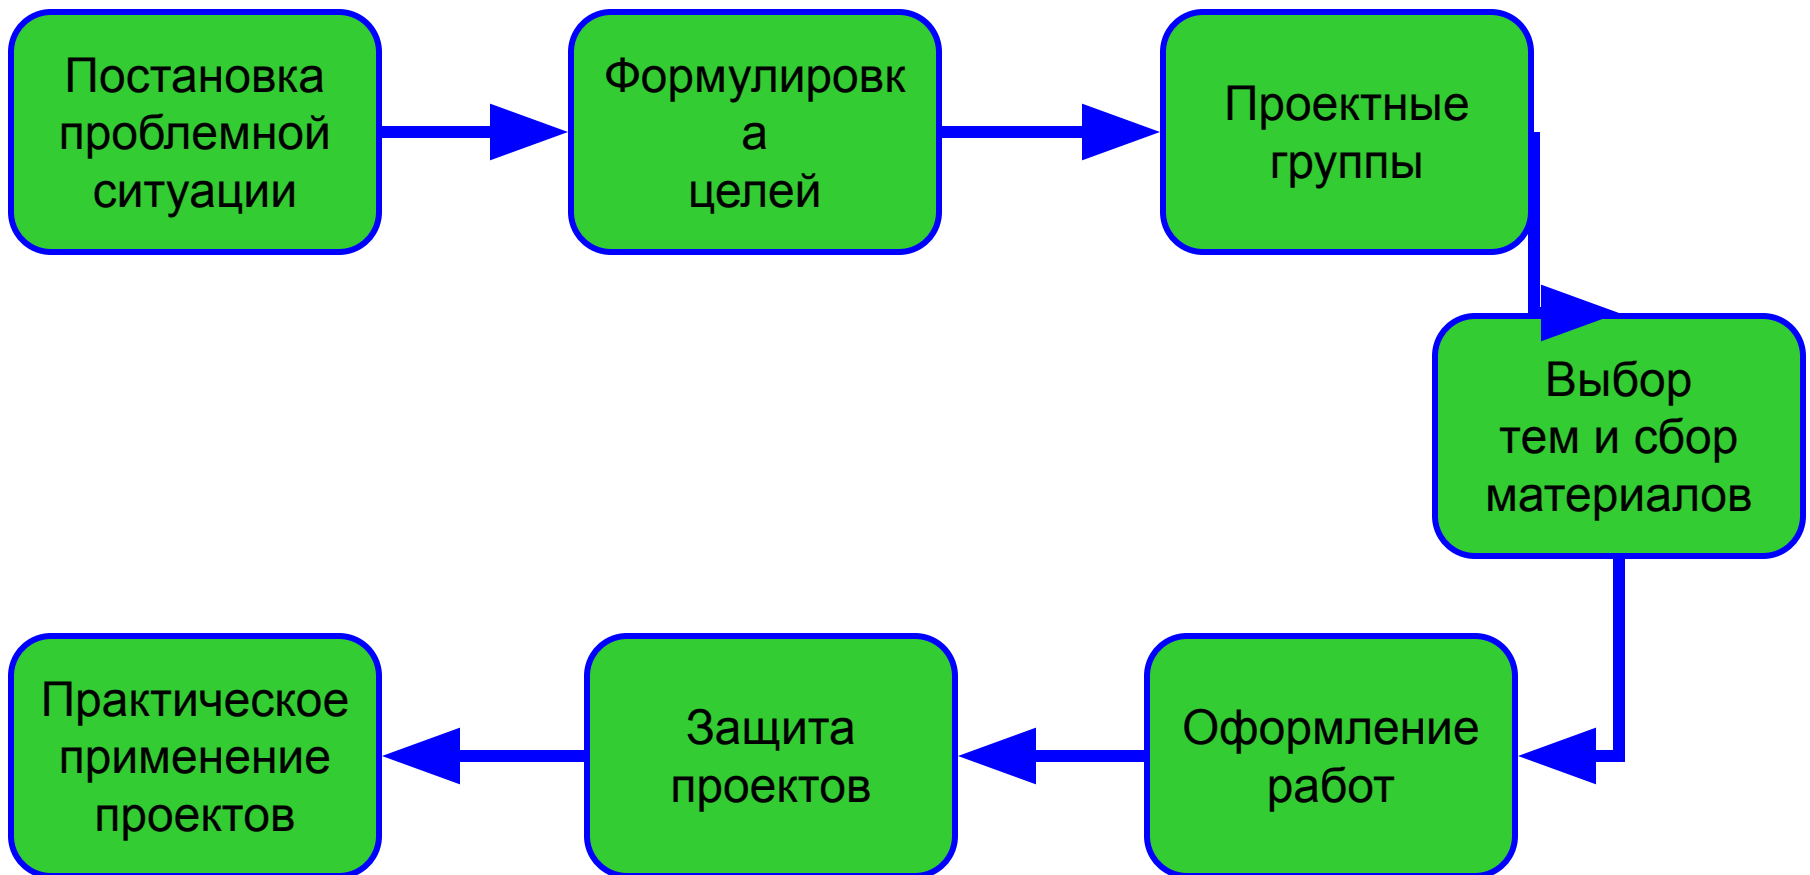 Постановка
проблемной
ситуации
Формулировк
а
целей
Проектные
группы
Выбор
тем и сбор
материалов
Оформление
работ
Защита
проектов
Практическое
применение
проектов